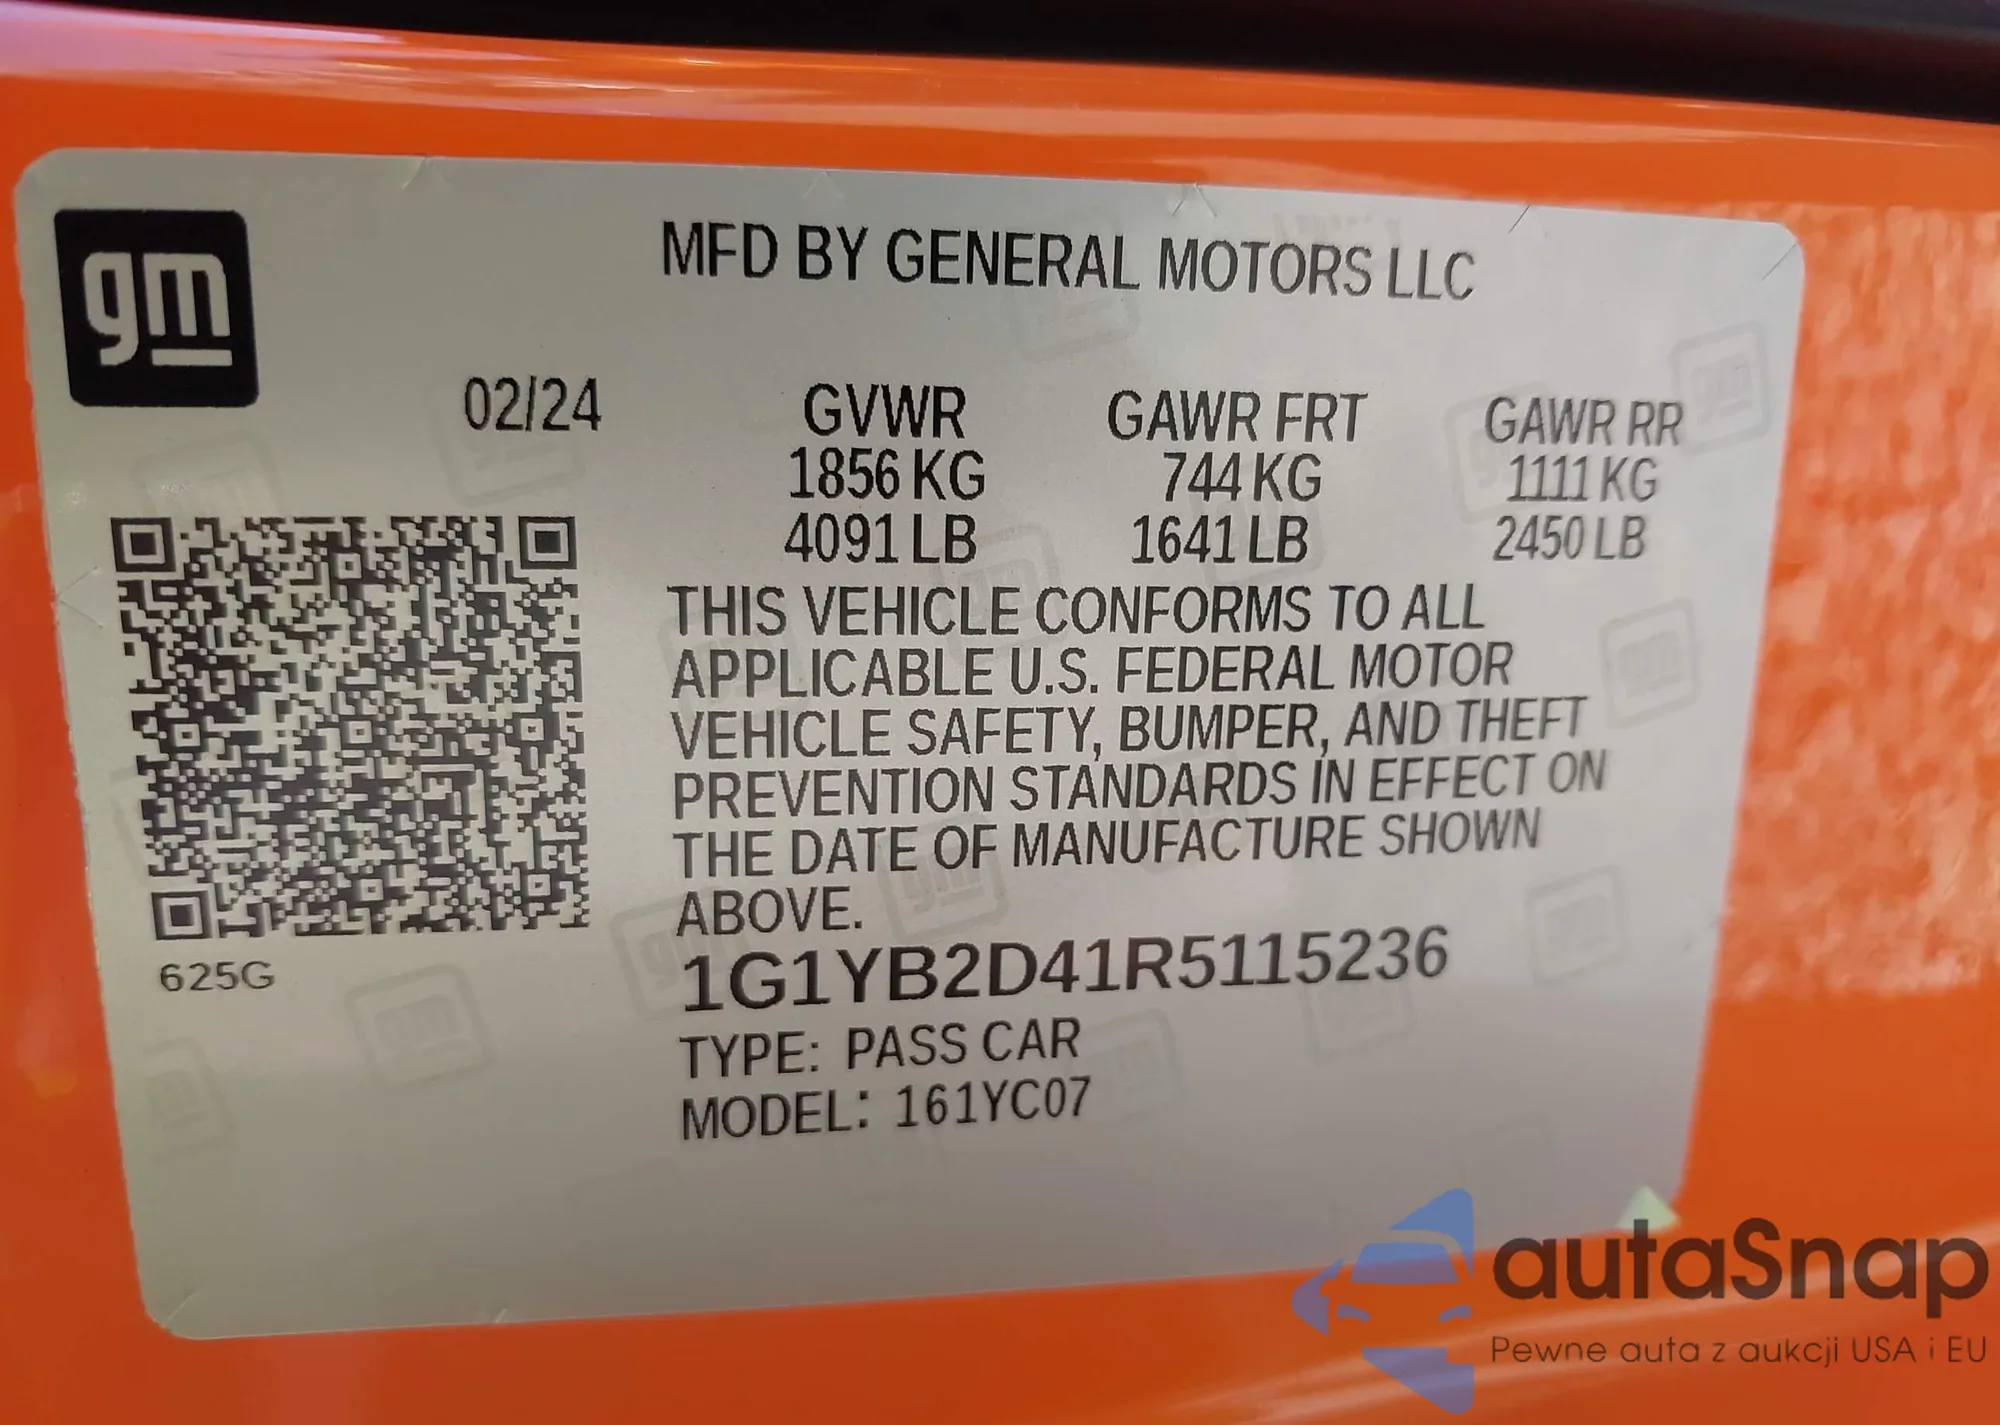 gm
MFD BY GENERAL MOTORS LLC
02/24 GVWR GAWR FRT GAWR RR
1856 KG 744 KG 1111 KG
4091 LB 1641 LB 2450 LB
THIS VEHICLE CONFORMS TO ALL
APPLICABLE U.S. FEDERAL MOTOR
VEHICLE SAFETY, BUMPER, AND THEFT
PREVENTION STANDARDS IN EFFECT ON
THE DATE OF MANUFACTURE SHOWN
ABOVE.
625G
1G1YB2D41R5115236
TYPE: PASS CAR
MODEL: 161YC07
autaSnap
Pewne auta z aukcji USA i EU